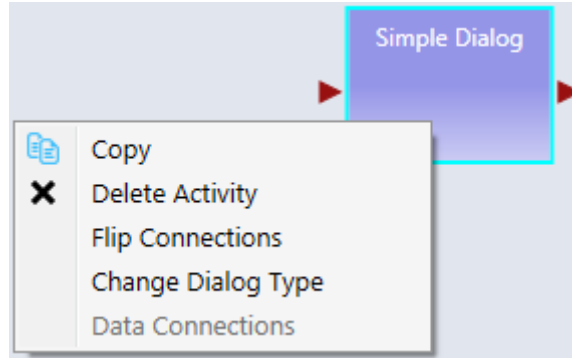 Simple Dialog
Copy
Delete Activity
Flip Connections
Change Dialog Type
Data Connections